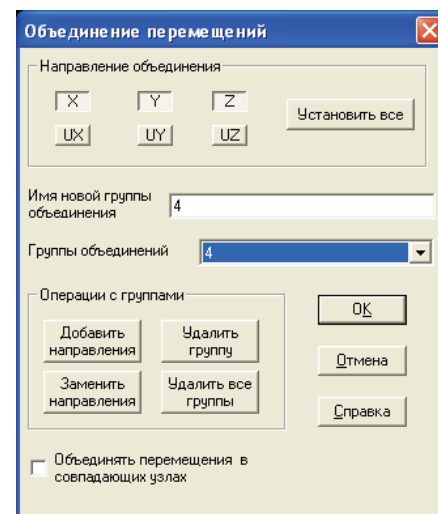 Объединение перемещений
Направление объединения
X Y Z
Установить все
UX UY UZ
Имя новой группы
объединения
4
Группы объединений 4
Операции с группами
Добавить
направления
Удалить
группу
Заменить
направления
Удалить все
группы
OK
Отмена
Справка
Объединять перемещения в
совпадающих узлах